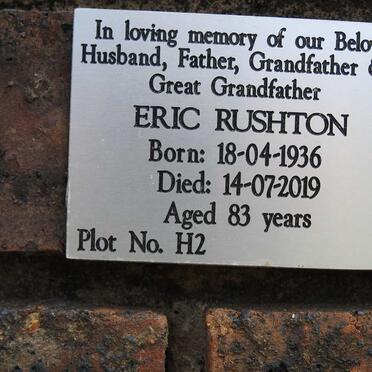 In loving memory of our Belo
Husband, Father, Grandfather &
Great Grandfather
ERIC RUSHTON
Born: 18-04-1936
Died: 14-07-2019
Aged 83 years
Plot No. H2